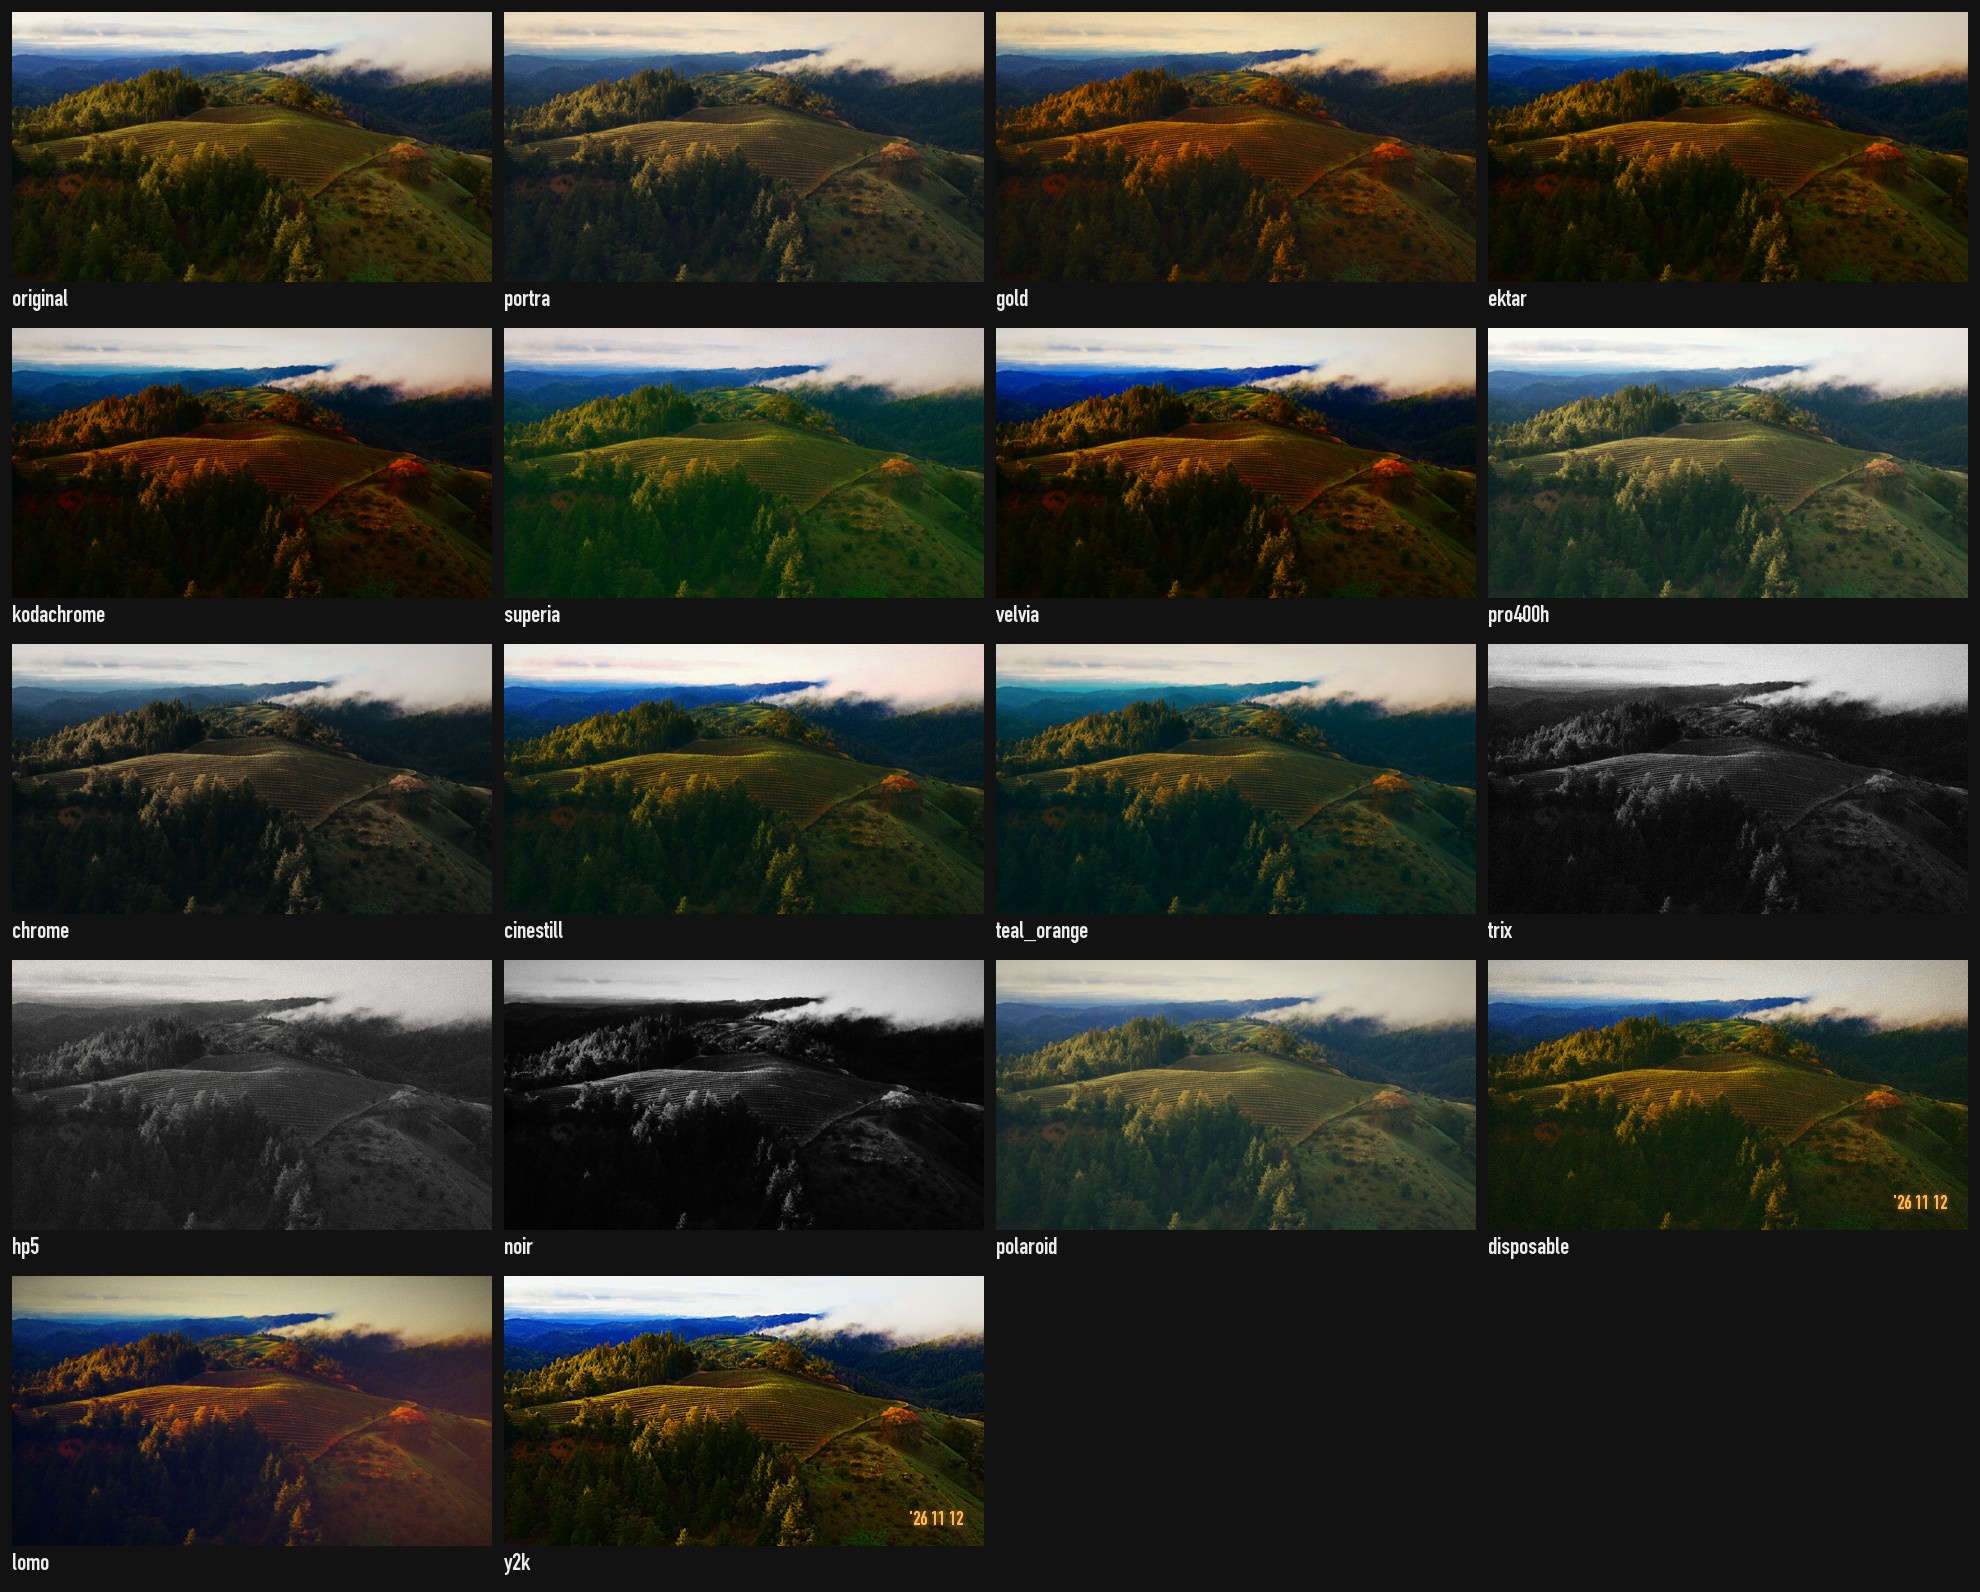 original
portra
gold
ektar
kodachrome
superia
velvia
pro400h
chrome
cinestill
teal_orange
trix
hp5
noir
polaroid
'26 11 12
disposable
lomo
'26 11 12
y2k